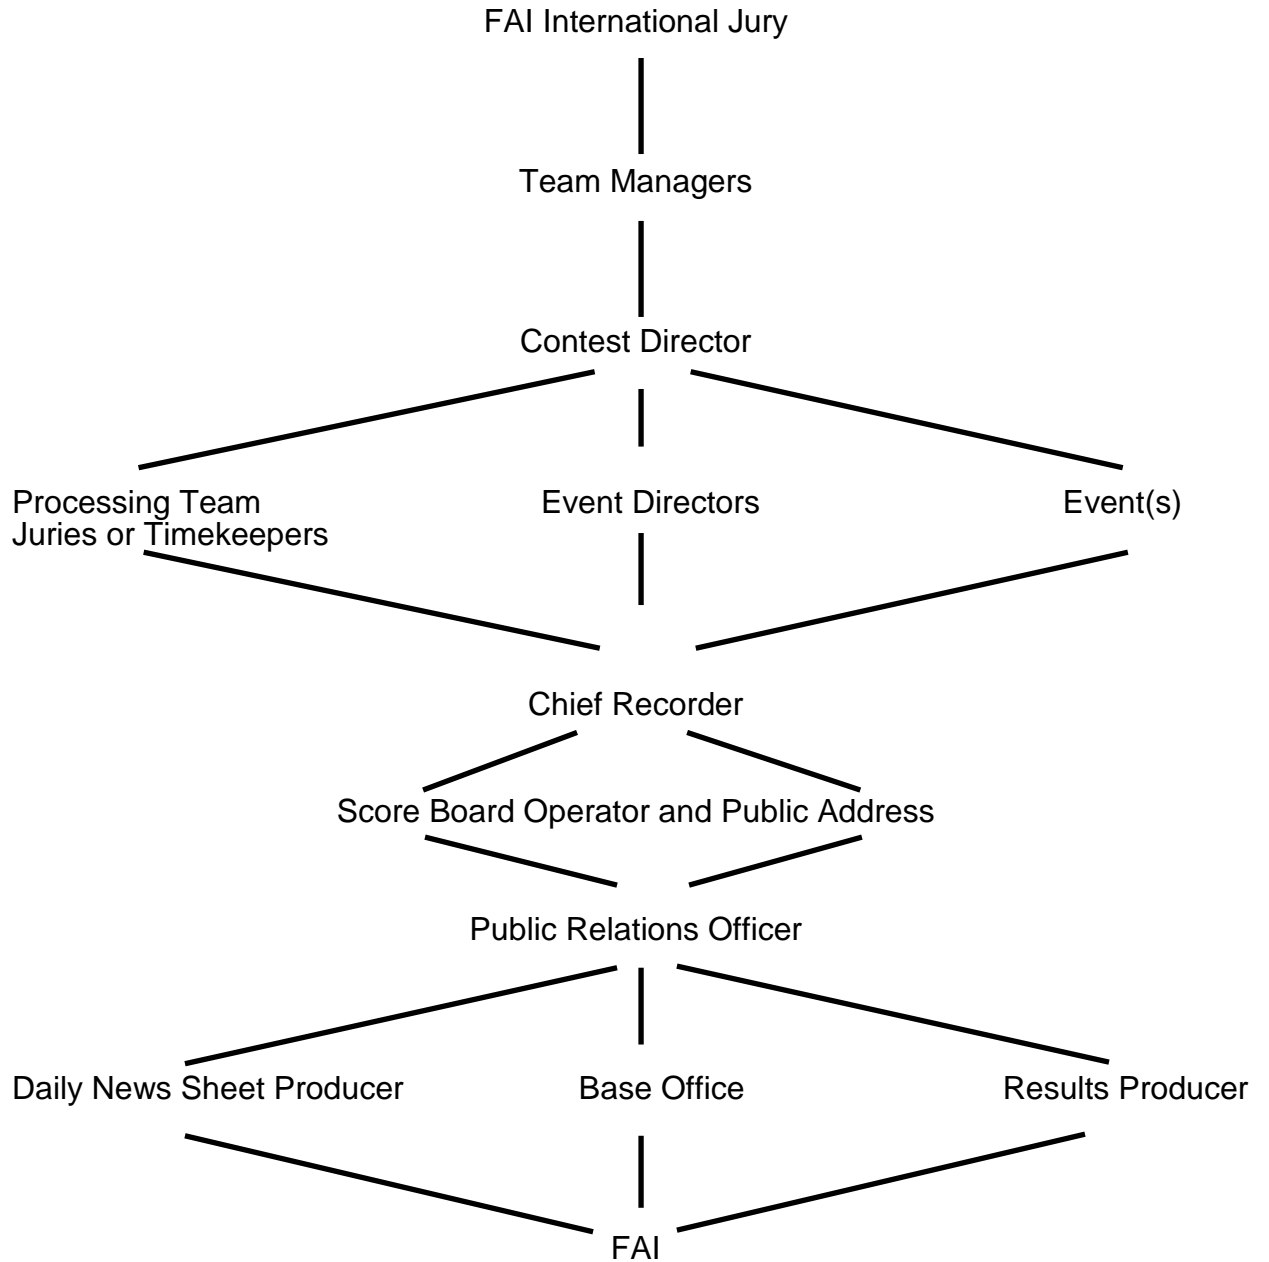 FAI International Jury
Team Managers
Contest Director
Processing Team
Juries or Timekeepers
Event Directors
Event(s)
Chief Recorder
Score Board Operator and Public Address
Public Relations Officer
Daily News Sheet Producer
Base Office
Results Producer
FAI